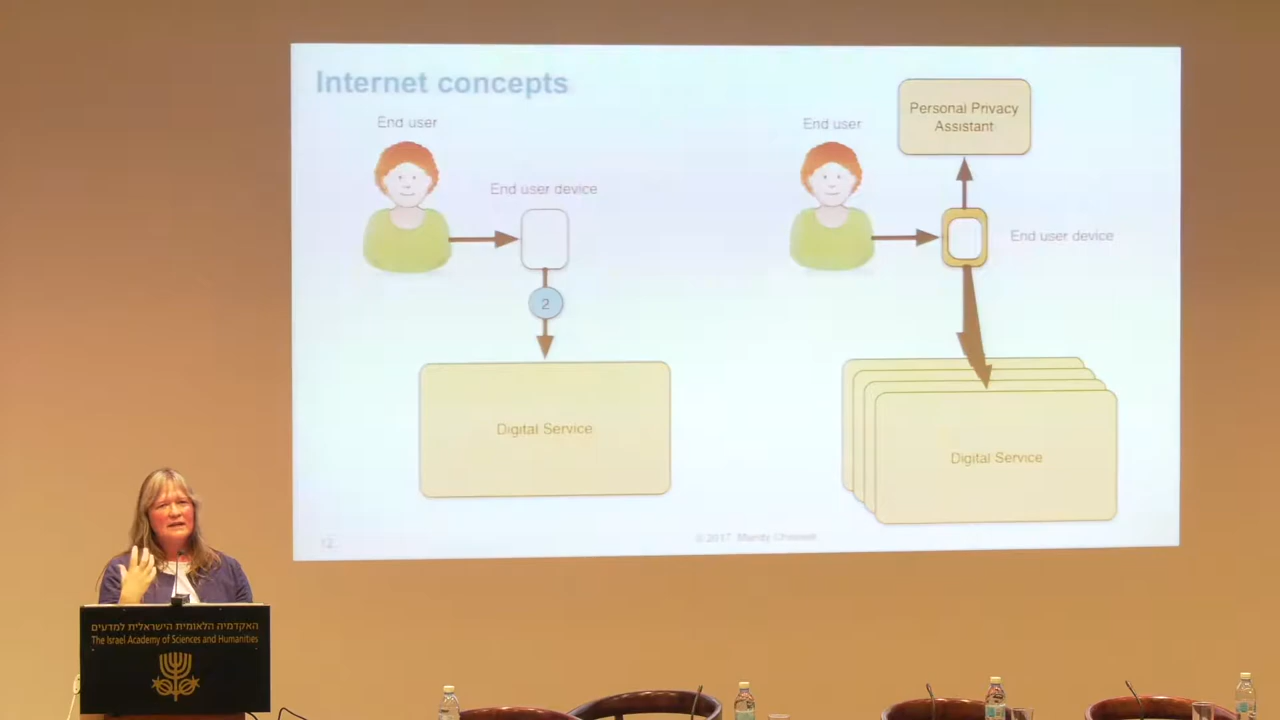 Internet concepts
End user
End user device
2
Digital Service
End user
Personal Privacy
Assistant
End user device
Digital Service
12
© 2017 Mandy Chessell
האקדמיה הלאומית הישראלית למדעים
The Israel Academy of Sciences and Humanities